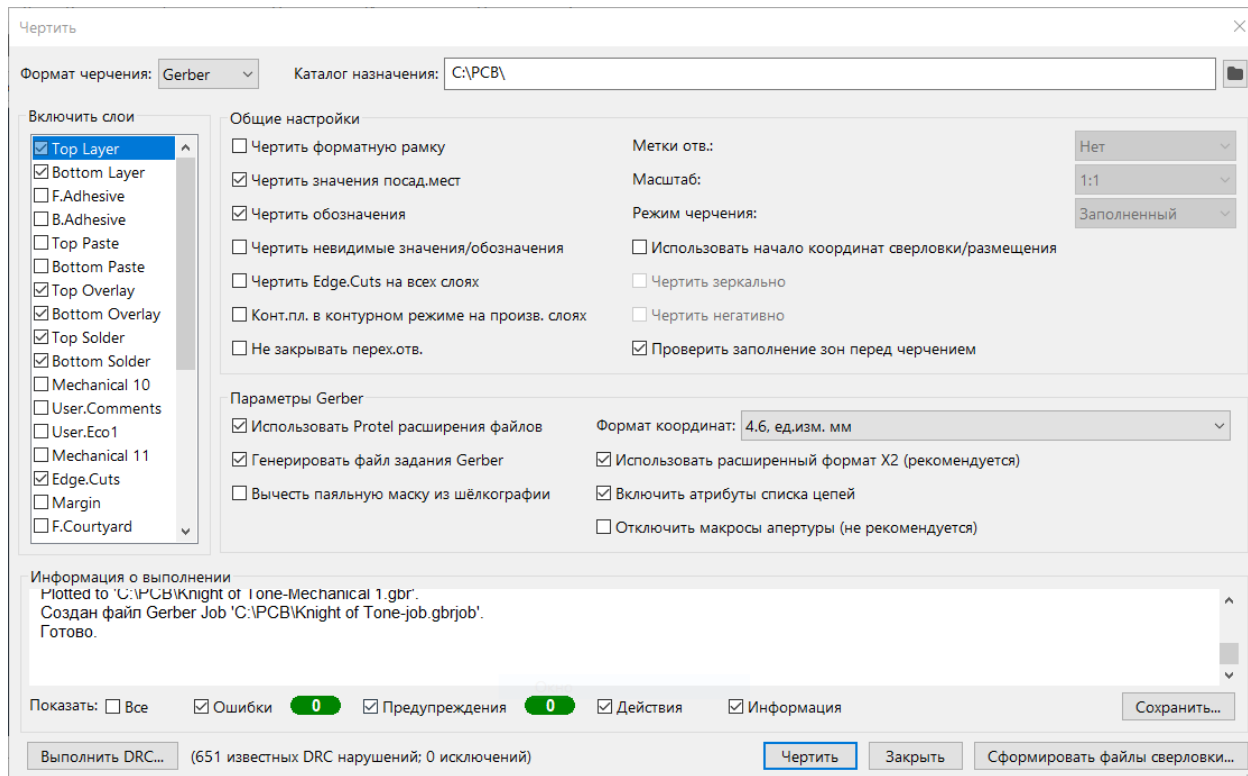 Чертить
Формат черчения: Gerber Каталог назначения: C:\PCB\
Включить слои
Top Layer
Bottom Layer
F.Adhesive
B.Adhesive
Top Paste
Bottom Paste
Top Overlay
Bottom Overlay
Top Solder
Bottom Solder
Mechanical 10
User.Comments
User.Eco1
Mechanical 11
Edge.Cuts
Margin
F.Courtyard
Общие настройки
Чертить форматную рамку Метки отв.: Нет
Чертить значения посад.мест Масштаб: 1:1
Чертить обозначения Режим черчения: Заполненный
Чертить невидимые значения/обозначения Использовать начало координат сверловки/размещения
Чертить Edge.Cuts на всех слоях Чертить зеркально
Конт.пл. в контурном режиме на произв. слоях Чертить негативно
Не закрывать перех.отв. Проверить заполнение зон перед черчением
Параметры Gerber
Использовать Protel расширения файлов Формат координат: 4.6, ед.изм. мм
Генерировать файл задания Gerber Использовать расширенный формат X2 (рекомендуется)
Вычесть паяльную маску из шёлкографии Включить атрибуты списка цепей
Отключить макросы апертуры (не рекомендуется)
Информация о выполнении
Plotted to 'C:\PCB\Knight of Tone-Mechanical 1.gbr'.
Создан файл Gerber Job 'C:\PCB\Knight of Tone-job.gbrjob'.
Готово.
Показать: Все Ошибки 0 Предупреждения 0 Действия Информация Сохранить...
Выполнить DRC... (651 известных DRC нарушений; 0 исключений) Чертить Закрыть Сформировать файлы сверловки...